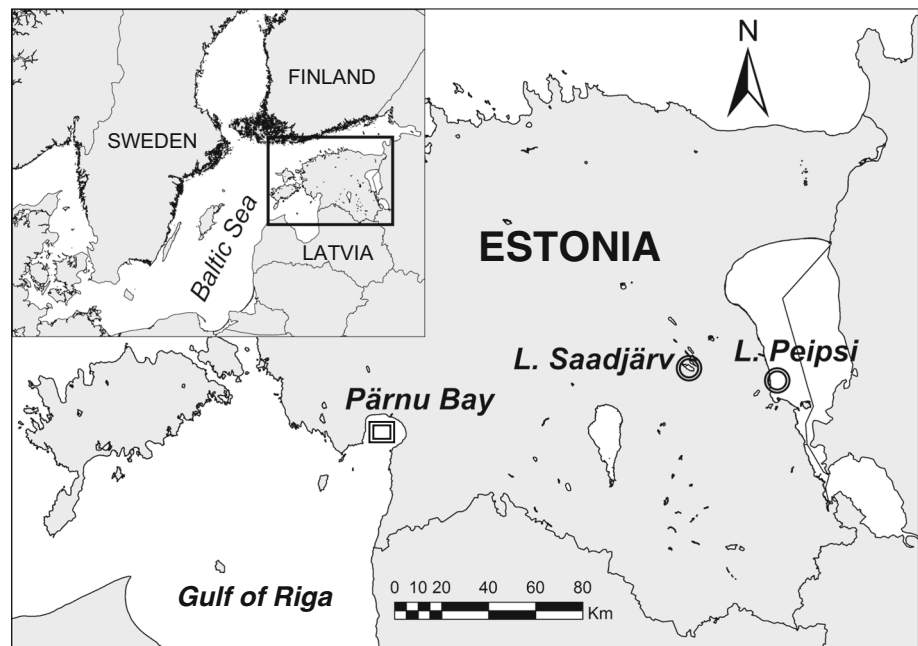 FINLAND
N
SWEDEN
Baltic Sea
LATVIA
ESTONIA
L. Saadjärv
L. Peipsi
Pärnu Bay
Gulf of Riga
0 10 20 40 60 80
Km